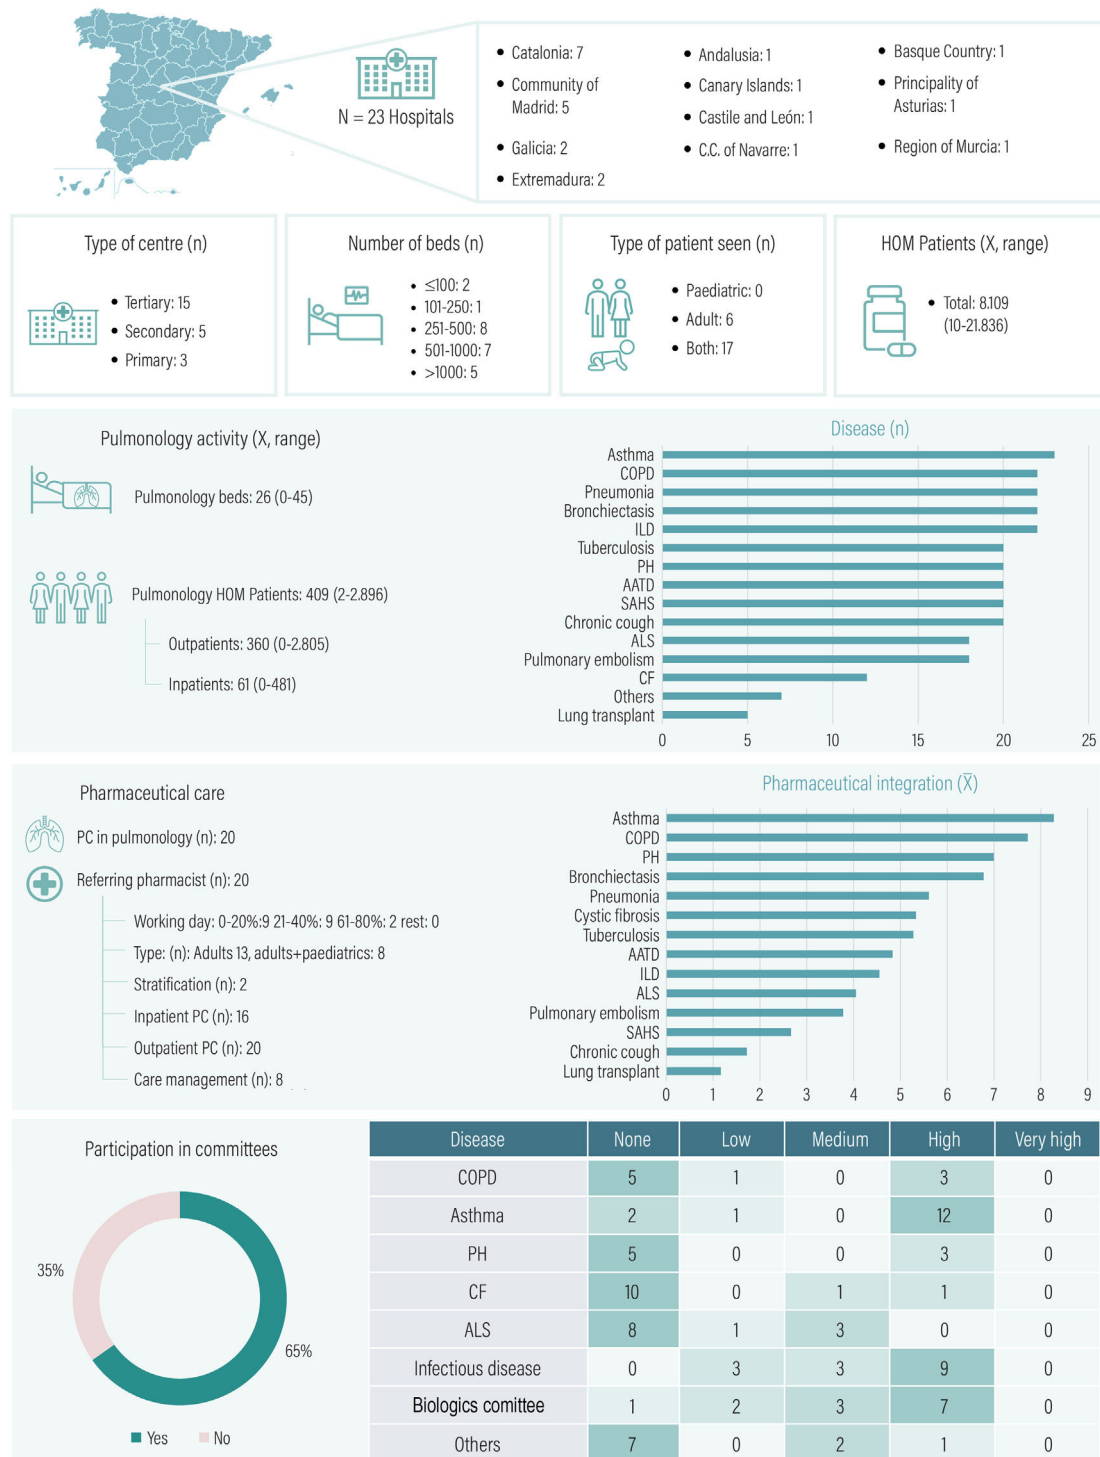 N = 23 Hospitals
• Catalonia: 7
• Community of
Madrid: 5
• Galicia: 2
• Extremadura: 2
• Andalusia: 1
• Canary Islands: 1
• Castile and León: 1
• C.C. of Navarre: 1
• Basque Country: 1
• Principality of
Asturias: 1
• Region of Murcia: 1
Type of centre (n)
• Tertiary: 15
• Secondary: 5
• Primary: 3
Number of beds (n)
• ≤100: 2
• 101-250: 1
• 251-500: 8
• 501-1000: 7
• >1000: 5
Type of patient seen (n)
• Paediatric: 0
• Adult: 6
• Both: 17
HOM Patients (X, range)
• Total: 8.109
(10-21.836)
Pulmonology activity (X, range)
Pulmonology beds: 26 (0-45)
Pulmonology HOM Patients: 409 (2-2.896)
Outpatients: 360 (0-2.805)
Inpatients: 61 (0-481)
Disease (n)
Asthma
COPD
Pneumonia
Bronchiectasis
ILD
Tuberculosis
PH
AATD
SAHS
Chronic cough
ALS
Pulmonary embolism
CF
Others
Lung transplant
0 5 10 15 20 25
Pharmaceutical care
PC in pulmonology (n): 20
Referring pharmacist (n): 20
Working day: 0-20%:9 21-40%: 9 61-80%: 2 rest: 0
Type: (n): Adults 13, adults+paediatrics: 8
Stratification (n): 2
Inpatient PC (n): 16
Outpatient PC (n): 20
Care management (n): 8
Pharmaceutical integration (X̅)
Asthma
COPD
PH
Bronchiectasis
Pneumonia
Cystic fibrosis
Tuberculosis
AATD
ILD
ALS
Pulmonary embolism
SAHS
Chronic cough
Lung transplant
0 1 2 3 4 5 6 7 8 9
Participation in committees
35%
65%
Yes No
Disease None Low Medium High Very high
COPD 5 1 0 3 0
Asthma 2 1 0 12 0
PH 5 0 0 3 0
CF 10 0 1 1 0
ALS 8 1 3 0 0
Infectious disease 0 3 3 9 0
Biologics comittee 1 2 3 7 0
Others 7 0 2 1 0